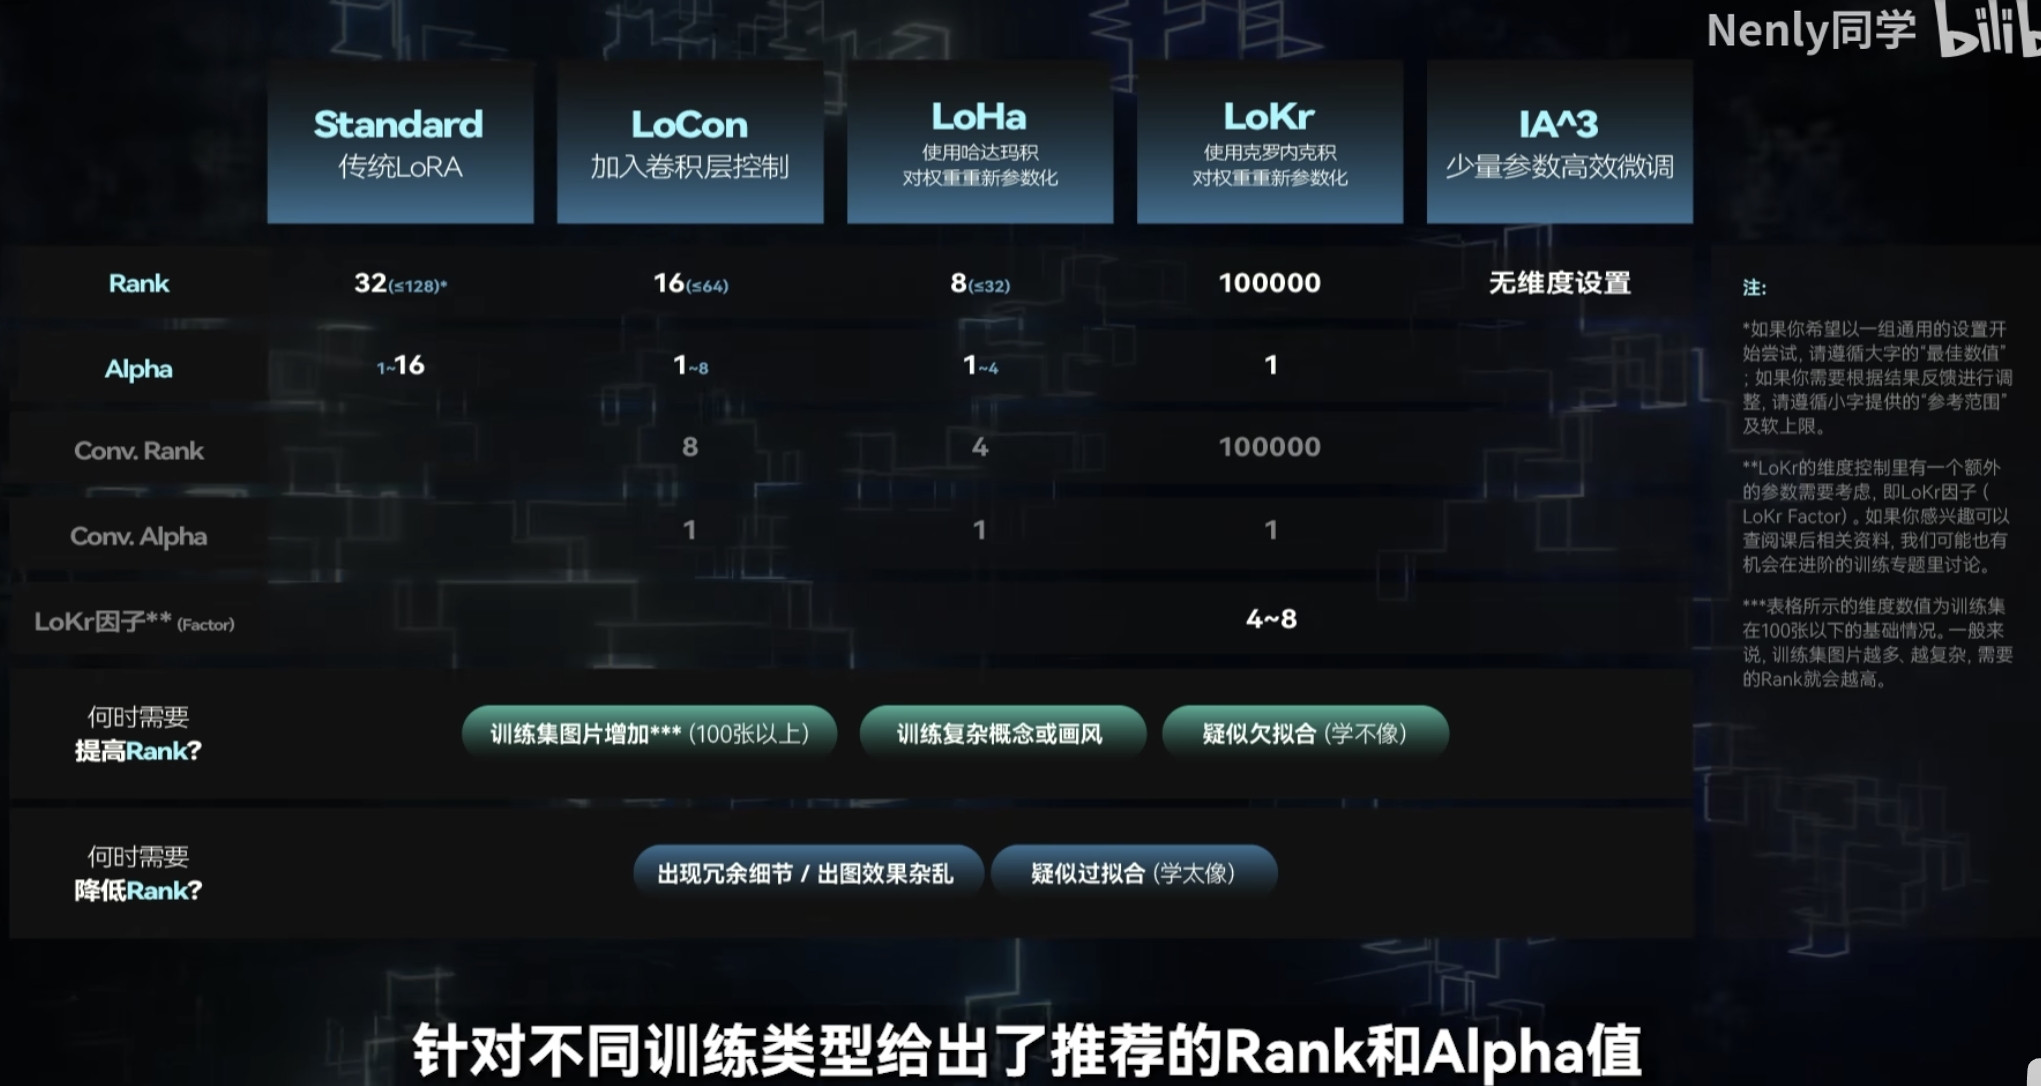 Nenly同学 bilib
Standard
传统LoRA
LoCon
加入卷积层控制
LoHa
使用哈达玛积
对权重重新参数化
LoKr
使用克罗内克积
对权重重新参数化
IA^3
少量参数高效微调
Rank 32(≤128)* 16(≤64) 8(≤32) 100000 无维度设置
Alpha 1~16 1~8 1~4 1
Conv. Rank 8 4 100000
Conv. Alpha 1 1 1
LoKr因子** (Factor) 4~8
何时需要
提高Rank?
训练集图片增加*** (100张以上) 训练复杂概念或画风 疑似欠拟合 (学不像)
何时需要
降低Rank?
出现冗余细节 / 出图效果杂乱 疑似过拟合 (学太像)
注:
*如果你希望以一组通用的设置开
始尝试, 请遵循大字的“最佳数值”
; 如果你需要根据结果反馈进行调
整, 请遵循小字提供的“参考范围”
及软上限。
**LoKr的维度控制里有一个额外
的参数需要考虑, 即LoKr因子 (
LoKr Factor) 。如果你感兴趣可以
查阅课后相关资料, 我们可能也有
机会在进阶的训练专题里讨论。
***表格所示的维度数值为训练集
在100张以下的基础情况。一般来
说, 训练集图片越多、越复杂, 需要
的Rank就会越高。
针对不同训练类型给出了推荐的Rank和Alpha值